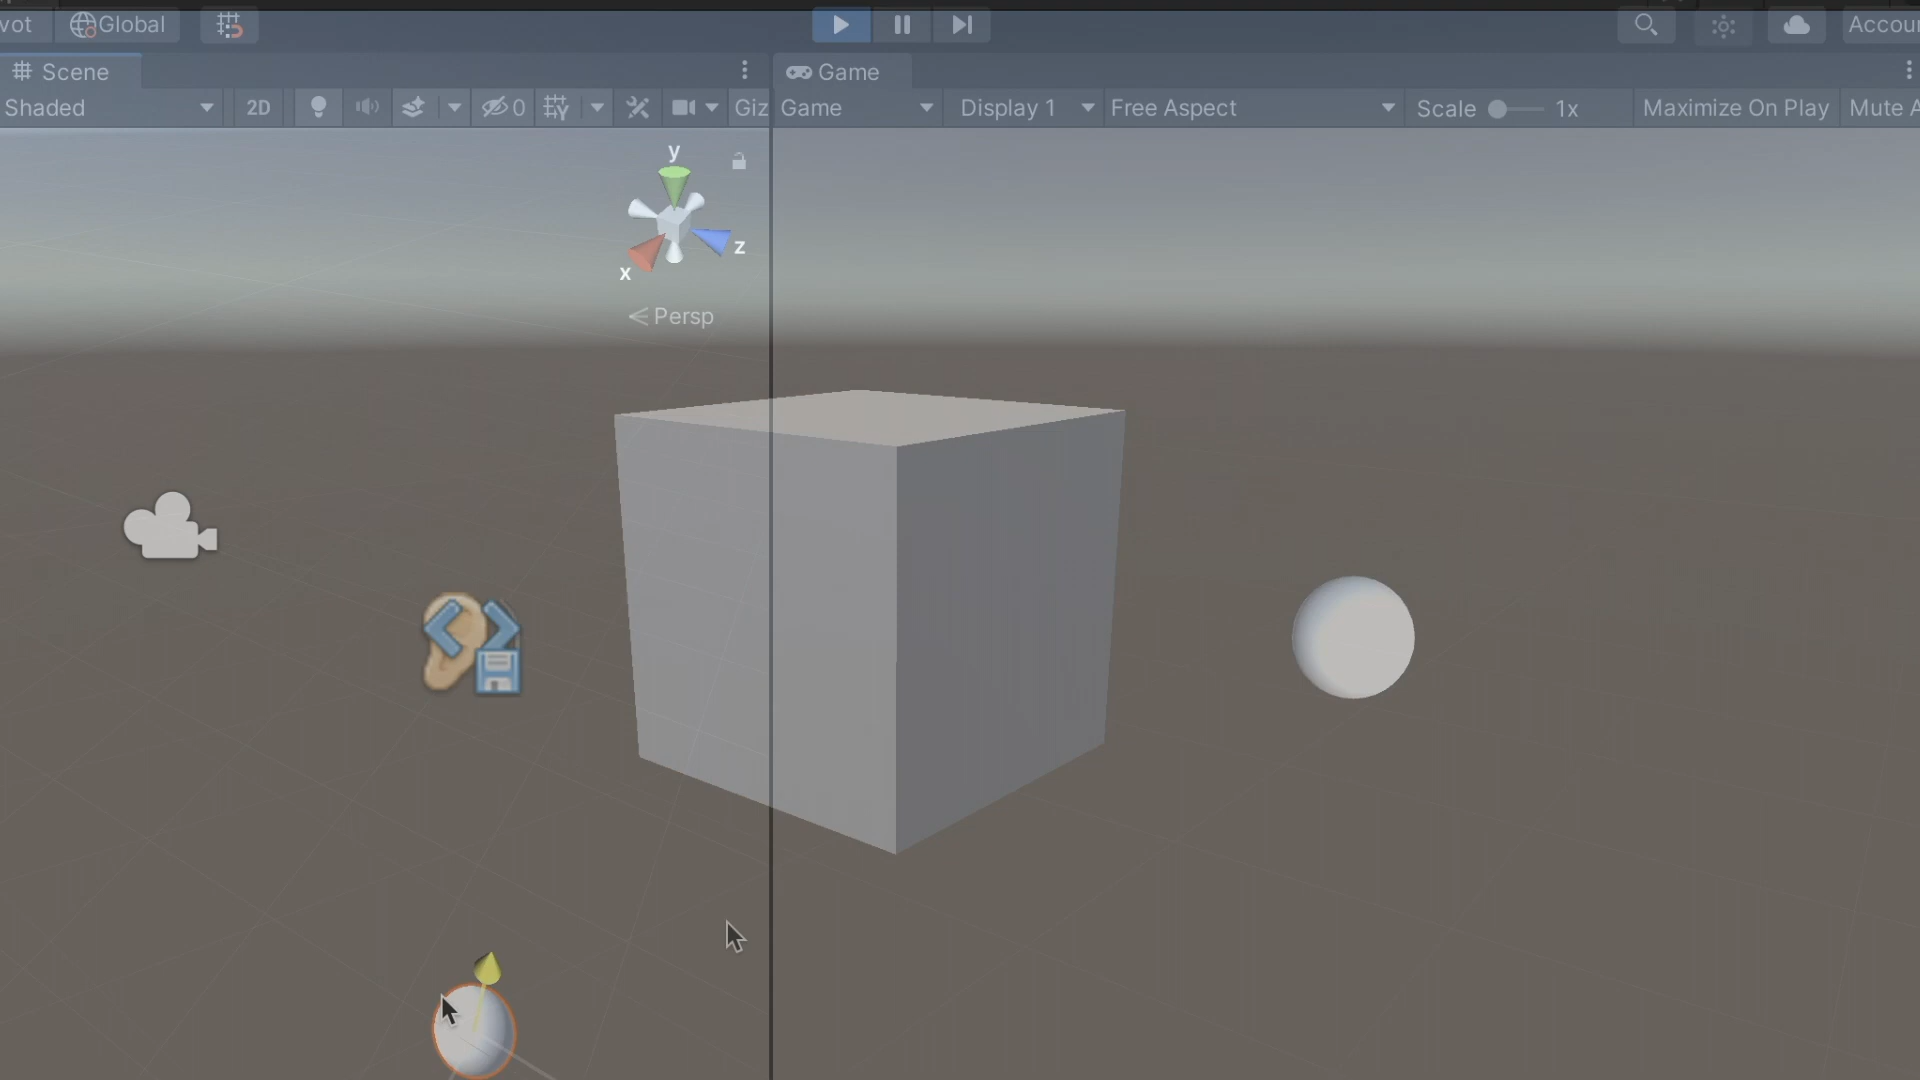 vot Global Accoun
Scene Game
Shaded 2D 0 Giz Game Display 1 Free Aspect Scale 1x Maximize On Play Mute A
y
z
x
Persp